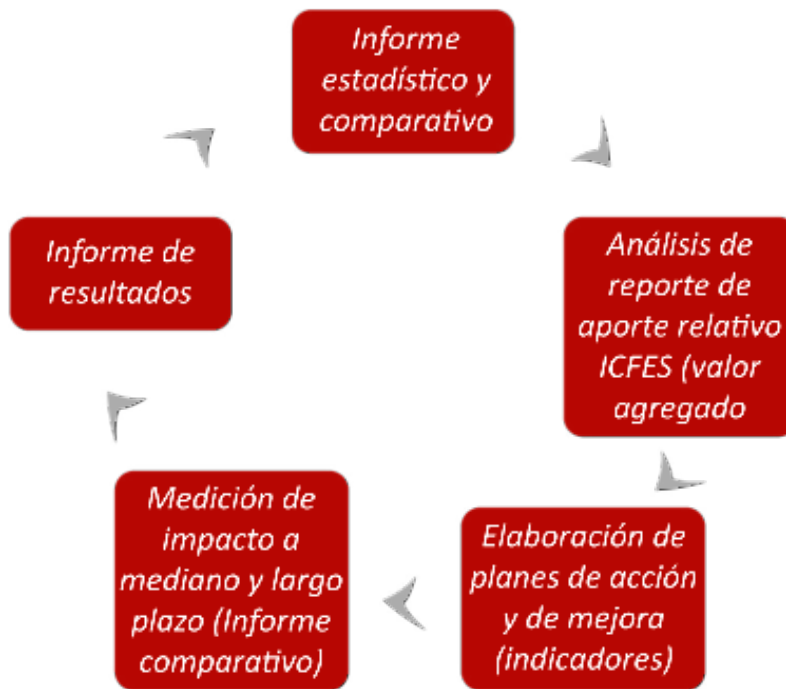 Informe
estadístico y
comparativo
Análisis de
reporte de
aporte relativo
ICFES (valor
agregado
Elaboración de
planes de acción
y de mejora
(indicadores)
Medición de
impacto a
mediano y largo
plazo (Informe
comparativo)
Informe de
resultados